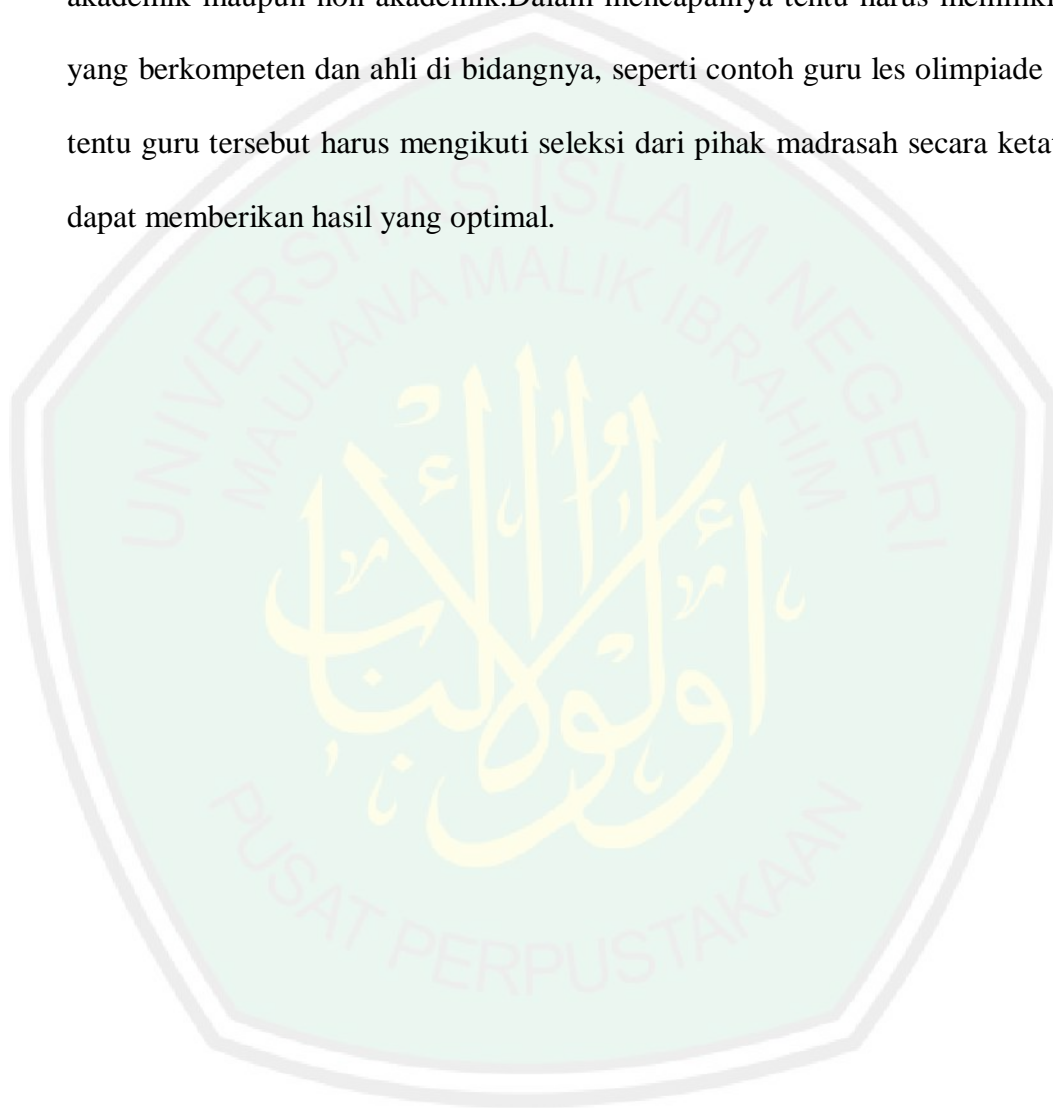 akademik maupun non akademik.Dalam mencapainya tentu harus memiliki
yang berkompeten dan ahli di bidangnya, seperti contoh guru les olimpiade
tentu guru tersebut harus mengikuti seleksi dari pihak madrasah secara ketat
dapat memberikan hasil yang optimal.
UNIVERSITAS ISLAM NEGERI
MAULANA MALIK IBRAHIM
أولوا الألباب
PUSAT PERPUSTAKAAN